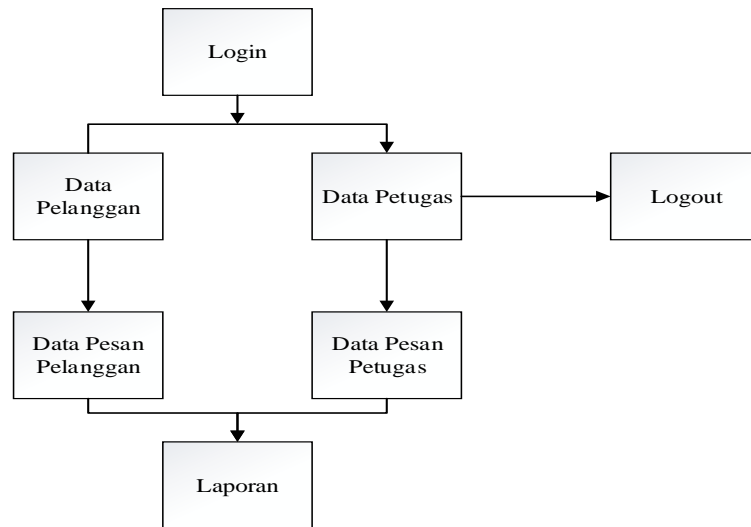 Login
Data
Pelanggan
Data Petugas
Logout
Data Pesan
Pelanggan
Data Pesan
Petugas
Laporan